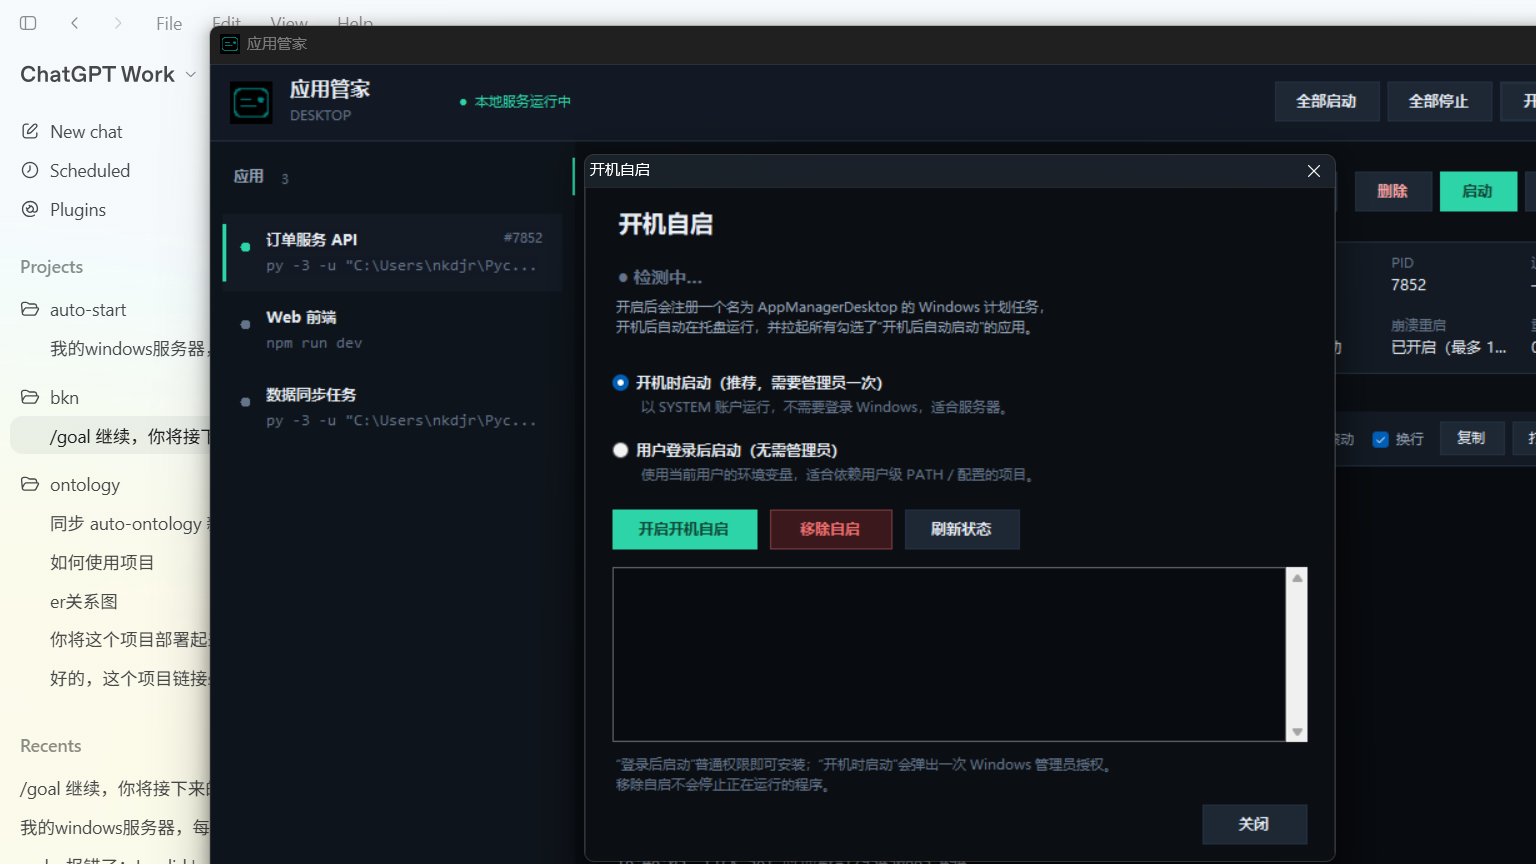 File Edit View Help
ChatGPT Work
New chat
Scheduled
Plugins
Projects
auto-start
我的windows服务器,
bkn
/goal 继续，你将接下
ontology
同步 auto-ontology
如何使用项目
er关系图
你将这个项目部署起
好的，这个项目链接
Recents
/goal 继续，你将接下来
我的windows服务器，每
应用管家
应用管家
DESKTOP
本地服务运行中
全部启动
全部停止
开
应用 3
订单服务 API #7852
py -3 -u "C:\Users\nkdjr\Pyc...
Web 前端
npm run dev
数据同步任务
py -3 -u "C:\Users\nkdjr\Pyc...
删除
启动
PID
7852
崩溃重启
已开启（最多 1...
动
换行
复制
开机自启
开机自启
检测中...
开启后会注册一个名为 AppManagerDesktop 的 Windows 计划任务，
开机后自动在托盘运行，并拉起所有勾选了"开机后自动启动"的应用。
开机时启动（推荐，需要管理员一次）
以 SYSTEM 账户运行，不需要登录 Windows，适合服务器。
用户登录后启动（无需管理员）
使用当前用户的环境变量，适合依赖用户级 PATH / 配置的项目。
开启开机自启
移除自启
刷新状态
"登录后启动"普通权限即可安装；"开机时启动"会弹出一次 Windows 管理员授权。
移除自启不会停止正在运行的程序。
关闭